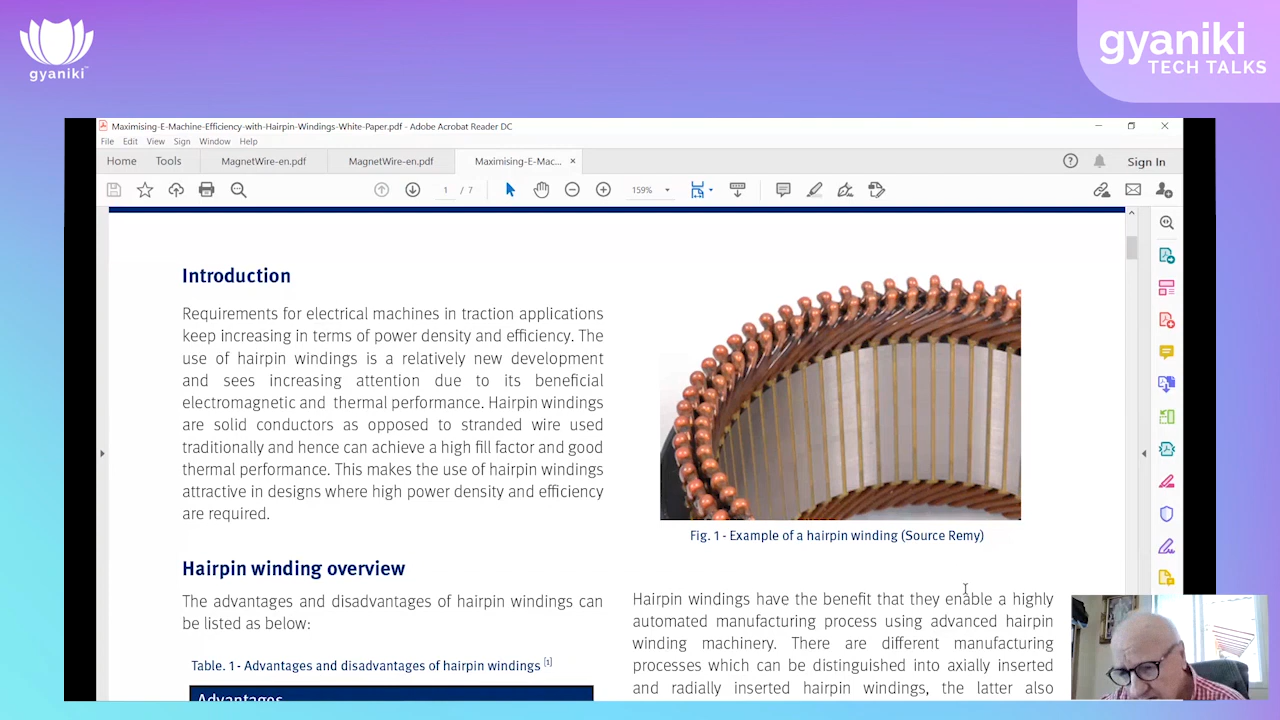 gyaniki
gyaniki
TECH TALKS
Maximising-E-Machine-Efficiency-with-Hairpin-Windings-White-Paper.pdf - Adobe Acrobat Reader DC
File Edit View Sign Window Help
Home Tools MagnetWire-en.pdf MagnetWire-en.pdf Maximising-E-Mac... ×
Sign In
1 / 7 159%
Introduction
Requirements for electrical machines in traction applications
keep increasing in terms of power density and efficiency. The
use of hairpin windings is a relatively new development
and sees increasing attention due to its beneficial
electromagnetic and thermal performance. Hairpin windings
are solid conductors as opposed to stranded wire used
traditionally and hence can achieve a high fill factor and good
thermal performance. This makes the use of hairpin windings
attractive in designs where high power density and efficiency
are required.
Hairpin winding overview
The advantages and disadvantages of hairpin windings can
be listed as below:
Table. 1 - Advantages and disadvantages of hairpin windings [1]
Advantages
Fig. 1 - Example of a hairpin winding (Source Remy)
Hairpin windings have the benefit that they enable a highly
automated manufacturing process using advanced hairpin
winding machinery. There are different manufacturing
processes which can be distinguished into axially inserted
and radially inserted hairpin windings, the latter also